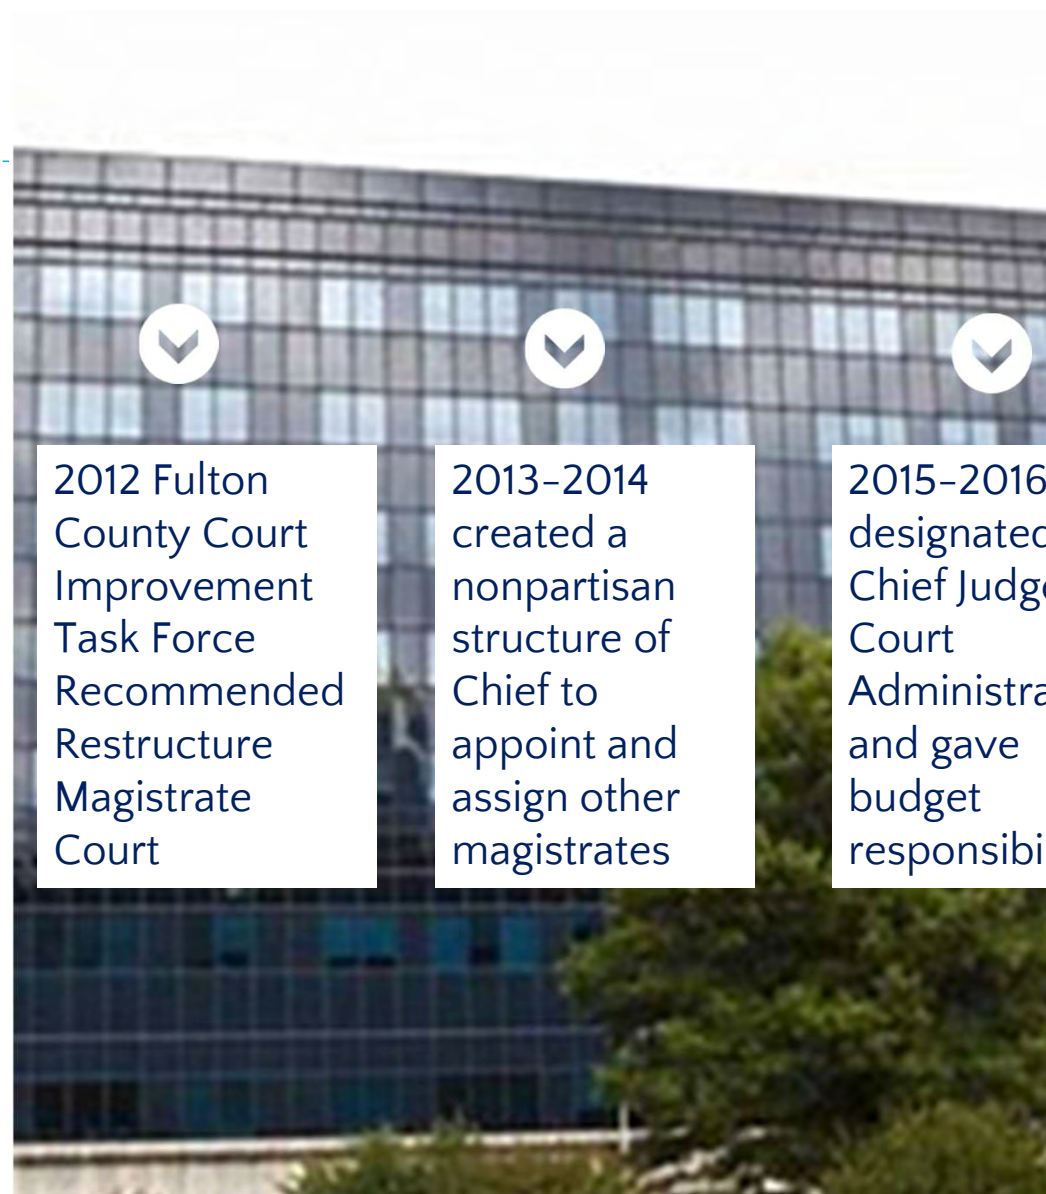 2012 Fulton
County Court
Improvement
Task Force
Recommended
Restructure
Magistrate
Court
2013-2014
created a
nonpartisan
structure of
Chief to
appoint and
assign other
magistrates
2015-2016
Court
and gave
budget